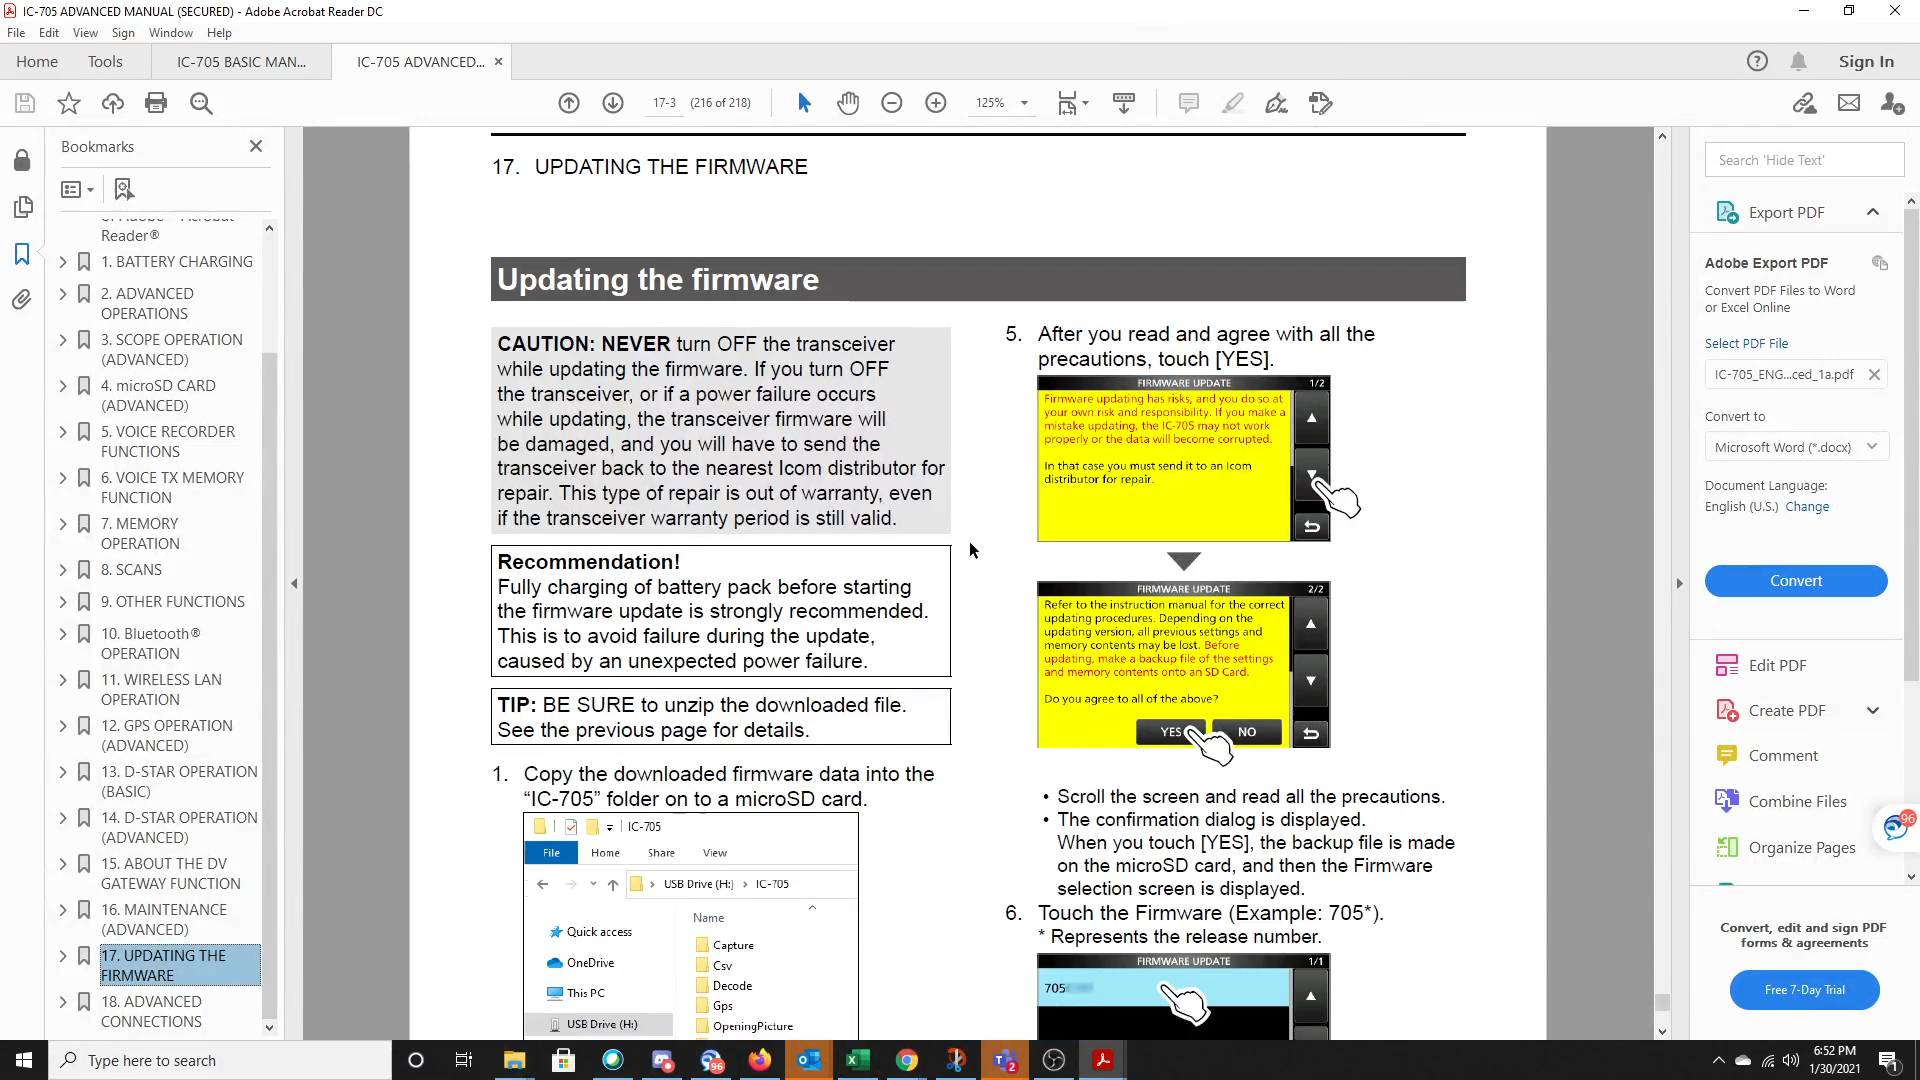 IC-705 ADVANCED MANUAL (SECURED) - Adobe Acrobat Reader DC
File Edit View Sign Window Help
Home Tools IC-705 BASIC MAN... IC-705 ADVANCED... Sign In
17-3 (216 of 218) 125%
Bookmarks
Reader®
1. BATTERY CHARGING
2. ADVANCED
OPERATIONS
3. SCOPE OPERATION
(ADVANCED)
4. microSD CARD
(ADVANCED)
5. VOICE RECORDER
FUNCTIONS
6. VOICE TX MEMORY
FUNCTION
7. MEMORY
OPERATION
8. SCANS
9. OTHER FUNCTIONS
10. Bluetooth®
OPERATION
11. WIRELESS LAN
OPERATION
12. GPS OPERATION
(ADVANCED)
13. D-STAR OPERATION
(BASIC)
14. D-STAR OPERATION
(ADVANCED)
15. ABOUT THE DV
GATEWAY FUNCTION
16. MAINTENANCE
(ADVANCED)
17. UPDATING THE
FIRMWARE
18. ADVANCED
CONNECTIONS
17. UPDATING THE FIRMWARE
Updating the firmware
CAUTION: NEVER turn OFF the transceiver
while updating the firmware. If you turn OFF
the transceiver, or if a power failure occurs
while updating, the transceiver firmware will
be damaged, and you will have to send the
transceiver back to the nearest Icom distributor for
repair. This type of repair is out of warranty, even
if the transceiver warranty period is still valid.
Recommendation!
Fully charging of battery pack before starting
the firmware update is strongly recommended.
This is to avoid failure during the update,
caused by an unexpected power failure.
TIP: BE SURE to unzip the downloaded file.
See the previous page for details.
1. Copy the downloaded firmware data into the
“IC-705” folder on to a microSD card.
IC-705
File Home Share View
USB Drive (H:) IC-705
Name
Quick access
OneDrive
This PC
USB Drive (H:)
Capture
Csv
Decode
Gps
OpeningPicture
5. After you read and agree with all the
precautions, touch [YES].
FIRMWARE UPDATE 1/2
Firmware updating has risks, and you do so at
your own risk and responsibility. If you make a
mistake updating, the IC-705 may not work
properly or the data will become corrupted.
In that case you must send it to an Icom
distributor for repair.
FIRMWARE UPDATE 2/2
Refer to the instruction manual for the correct
updating procedures. Depending on the
updating version, all previous settings and
memory contents may be lost. Before
updating, make a backup file of the settings
and memory contents onto an SD Card.
Do you agree to all of the above?
YES NO
• Scroll the screen and read all the precautions.
• The confirmation dialog is displayed.
When you touch [YES], the backup file is made
on the microSD card, and then the Firmware
selection screen is displayed.
6. Touch the Firmware (Example: 705*).
* Represents the release number.
FIRMWARE UPDATE 1/1
705
Search 'Hide Text'
Export PDF
Adobe Export PDF
Convert PDF Files to Word
or Excel Online
Select PDF File
IC-705_ENG...ced_1a.pdf
Convert to
Microsoft Word (*.docx)
Document Language:
English (U.S.) Change
Convert
Edit PDF
Create PDF
Comment
Combine Files
96
Organize Pages
Convert, edit and sign PDF
forms & agreements
Free 7-Day Trial
Type here to search
96
2
6:52 PM
1/30/2021
1